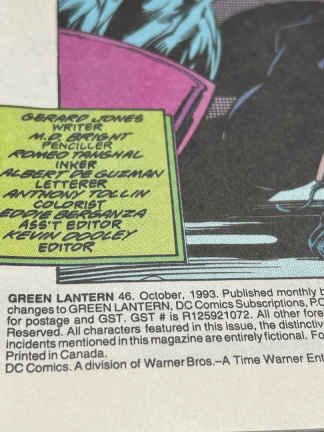 GERARD JONES
WRITER
M.D. BRIGHT
PENCILLER
ROMEO TANGHAL
INKER
ALBERT DE GUZMAN
LETTERER
ANTHONY TOLLIN
COLORIST
EDDIE BERGANZA
ASS'T EDITOR
KEVIN DOOLEY
EDITOR
GREEN LANTERN 46, October, 1993. Published monthly b
changes to GREEN LANTERN, DC Comics Subscriptions, P.O
for postage and GST. GST # is R125921072. All other fore
Reserved. All characters featured in this issue, the distinctiv
incidents mentioned in this magazine are entirely fictional. Fo
Printed in Canada.
DC Comics. A division of Warner Bros.–A Time Warner Ent